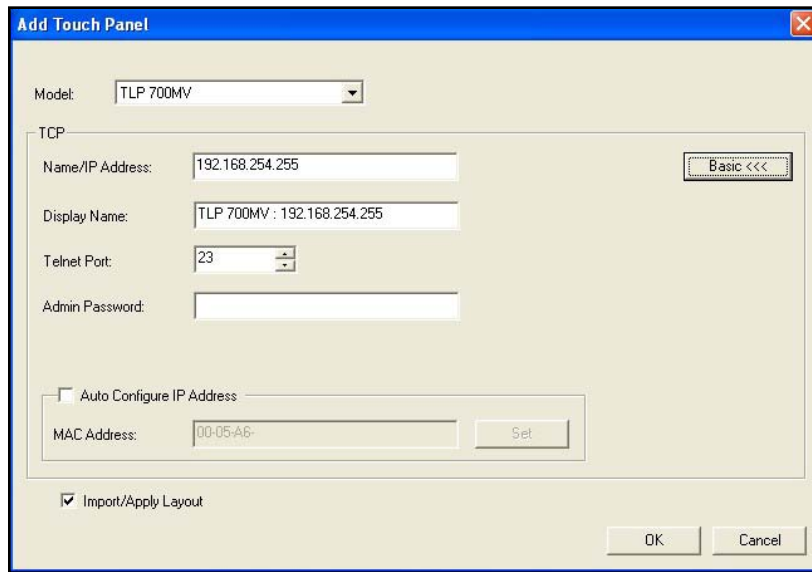 Add Touch Panel
Model: TLP 700MV
TCP
Name/IP Address: 192.168.254.255 Basic <<<
Display Name: TLP 700MV : 192.168.254.255
Telnet Port: 23
Admin Password:
Auto Configure IP Address
MAC Address: 00-05-A6- Set
Import/Apply Layout
OK Cancel